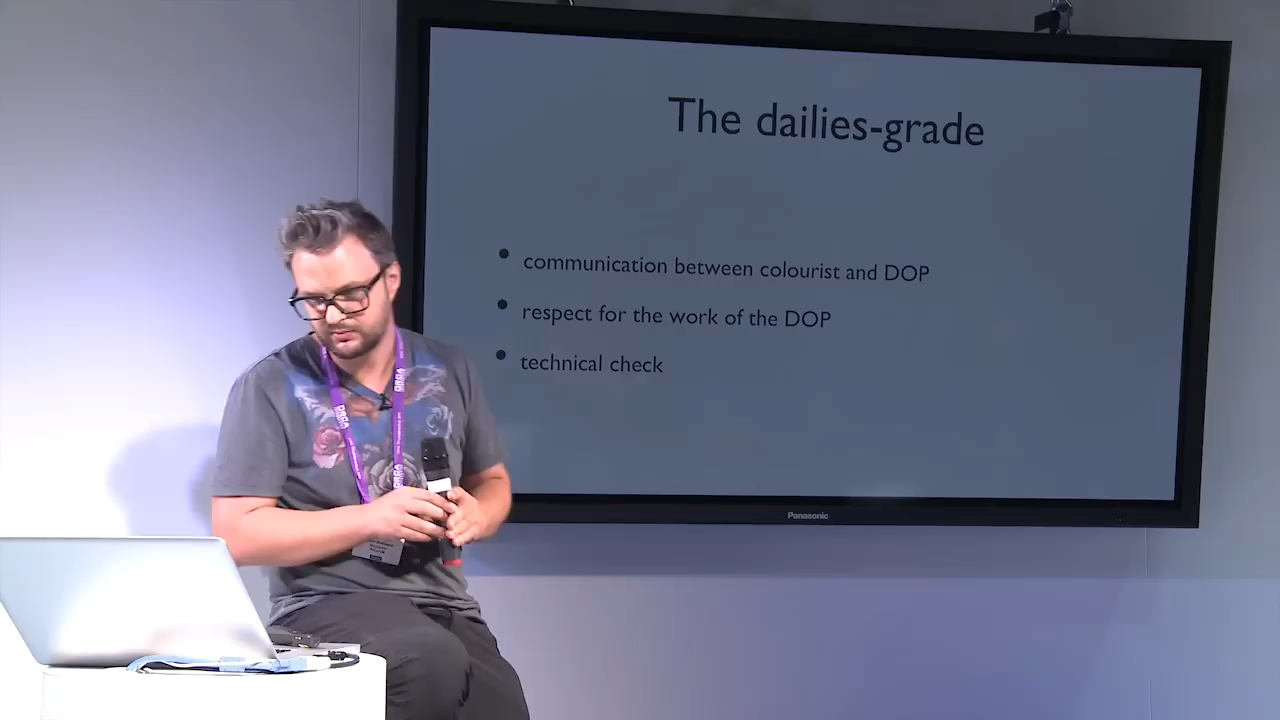 The dailies-grade
• communication between colourist and DOP
• respect for the work of the DOP
• technical check
Panasonic